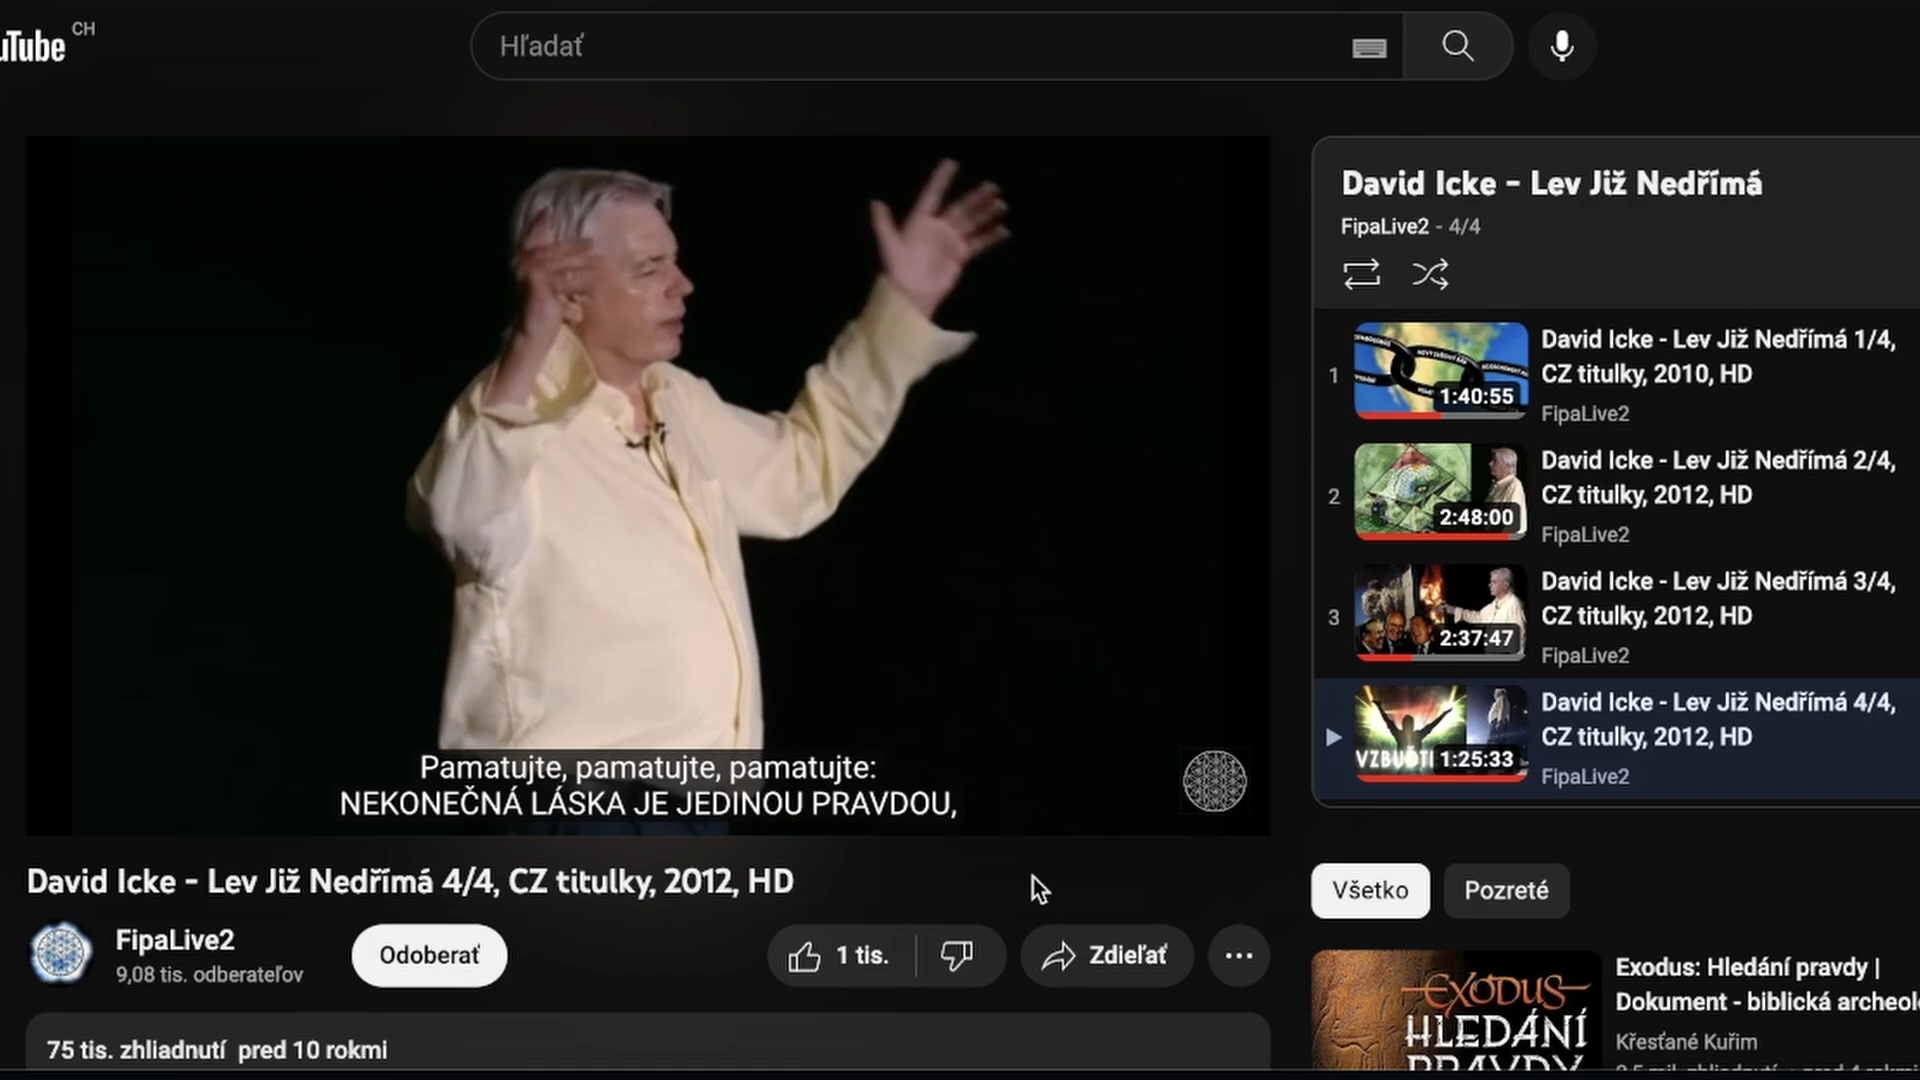 uTube CH
Hľadať
Pamatujte, pamatujte, pamatujte:
NEKONEČNÁ LÁSKA JE JEDINOU PRAVDOU,
David Icke - Lev Již Nedřímá 4/4, CZ titulky, 2012, HD
FipaLive2
9,08 tis. odberateľov
Odoberať
1 tis.
Zdieľať
75 tis. zhliadnutí pred 10 rokmi
David Icke - Lev Již Nedřímá
FipaLive2 - 4/4
1
1:40:55
David Icke - Lev Již Nedřímá 1/4,
CZ titulky, 2010, HD
FipaLive2
2
2:48:00
David Icke - Lev Již Nedřímá 2/4,
CZ titulky, 2012, HD
FipaLive2
3
2:37:47
David Icke - Lev Již Nedřímá 3/4,
CZ titulky, 2012, HD
FipaLive2
VZBUĎTE
1:25:33
David Icke - Lev Již Nedřímá 4/4,
CZ titulky, 2012, HD
FipaLive2
Všetko
Pozreté
EXODUS
HLEDÁNÍ
PRAVDY
Exodus: Hledání pravdy |
Dokument - biblická archeol
Křesťané Kuřim